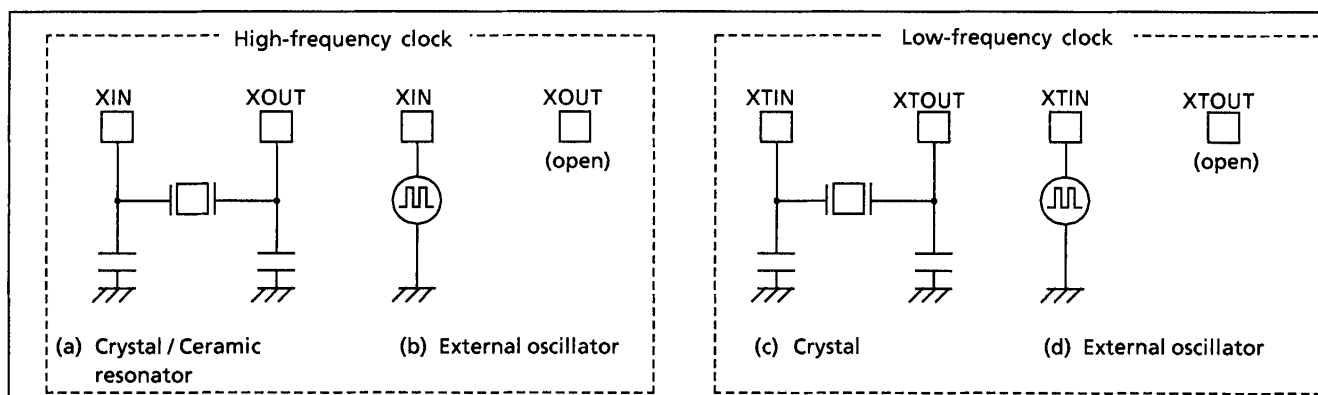 High-frequency clock
XIN XOUT XIN XOUT
(open)
(a) Crystal / Ceramic resonator
(b) External oscillator
Low-frequency clock
XTIN XTOUT XTIN XTOUT
(open)
(c) Crystal
(d) External oscillator